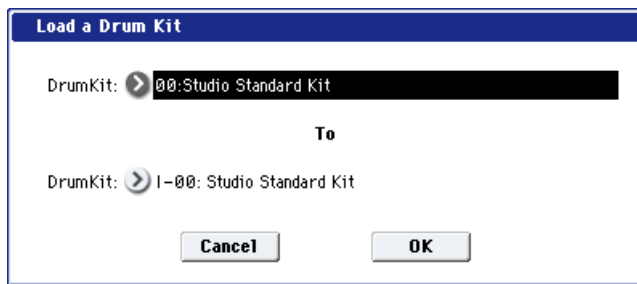 Load a Drum Kit
DrumKit: 00:Studio Standard Kit
To
DrumKit: I-00: Studio Standard Kit
Cancel OK